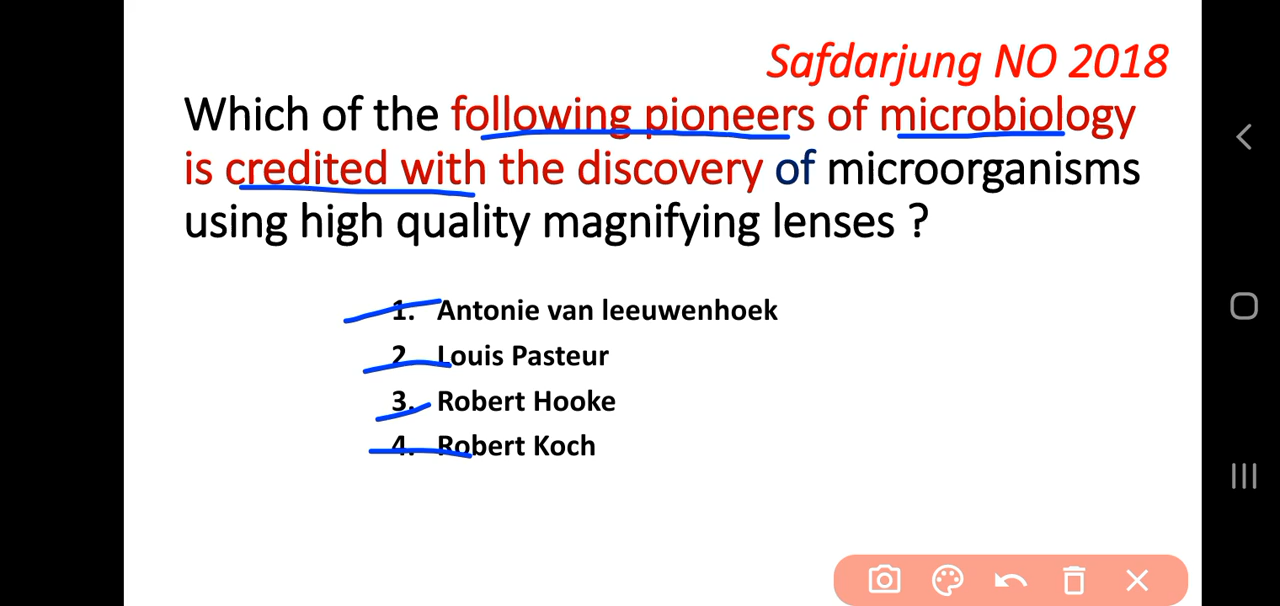 Safdarjung NO 2018
Which of the following pioneers of microbiology
is credited with the discovery of microorganisms
using high quality magnifying lenses ?
1. Antonie van leeuwenhoek
2 Louis Pasteur
3. Robert Hooke
4. Robert Koch